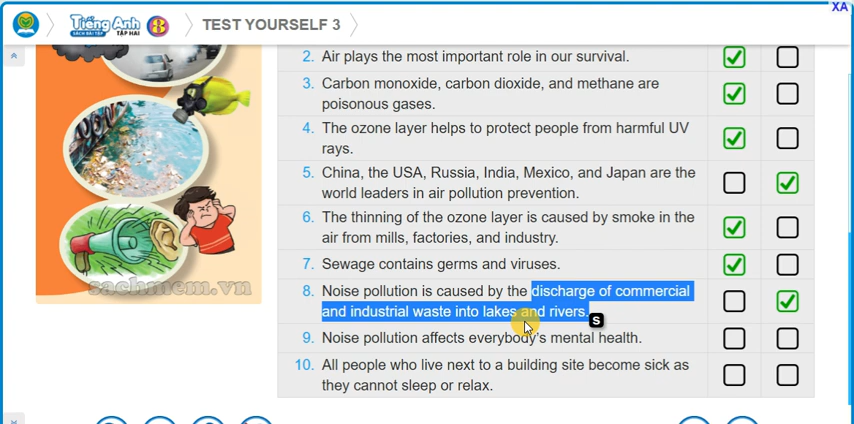 XA
Tiếng Anh 8
SÁCH BÀI TẬP TẬP HAI
TEST YOURSELF 3
2. Air plays the most important role in our survival.
3. Carbon monoxide, carbon dioxide, and methane are
poisonous gases.
4. The ozone layer helps to protect people from harmful UV
rays.
5. China, the USA, Russia, India, Mexico, and Japan are the
world leaders in air pollution prevention.
6. The thinning of the ozone layer is caused by smoke in the
air from mills, factories, and industry.
7. Sewage contains germs and viruses.
8. Noise pollution is caused by the discharge of commercial
and industrial waste into lakes and rivers.
S
9. Noise pollution affects everybody's mental health.
10. All people who live next to a building site become sick as
they cannot sleep or relax.
sachmem.vn